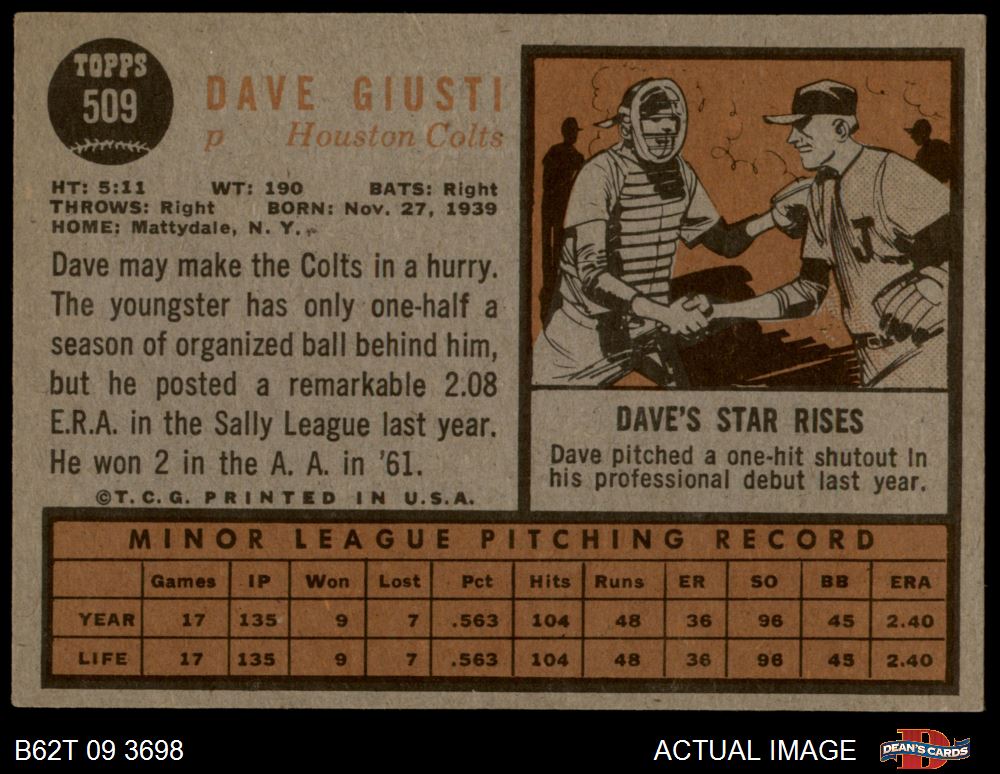 TOPPS
509
DAVE GIUSTI
p Houston Colts
HT: 5:11 WT: 190 BATS: Right
THROWS: Right BORN: Nov. 27, 1939
HOME: Mattydale, N. Y.
Dave may make the Colts in a hurry.
The youngster has only one-half a
season of organized ball behind him,
but he posted a remarkable 2.08
E.R.A. in the Sally League last year.
He won 2 in the A. A. in '61.
©T. C. G. PRINTED IN U.S.A.
J
DAVE'S STAR RISES
Dave pitched a one-hit shutout in
his professional debut last year.
MINOR LEAGUE PITCHING RECORD
Games IP Won Lost Pct Hits Runs ER SO BB ERA
YEAR 17 135 9 7 .563 104 48 36 96 45 2.40
LIFE 17 135 9 7 .563 104 48 36 96 45 2.40
B62T 09 3698 ACTUAL IMAGE DEAN'S CARDS